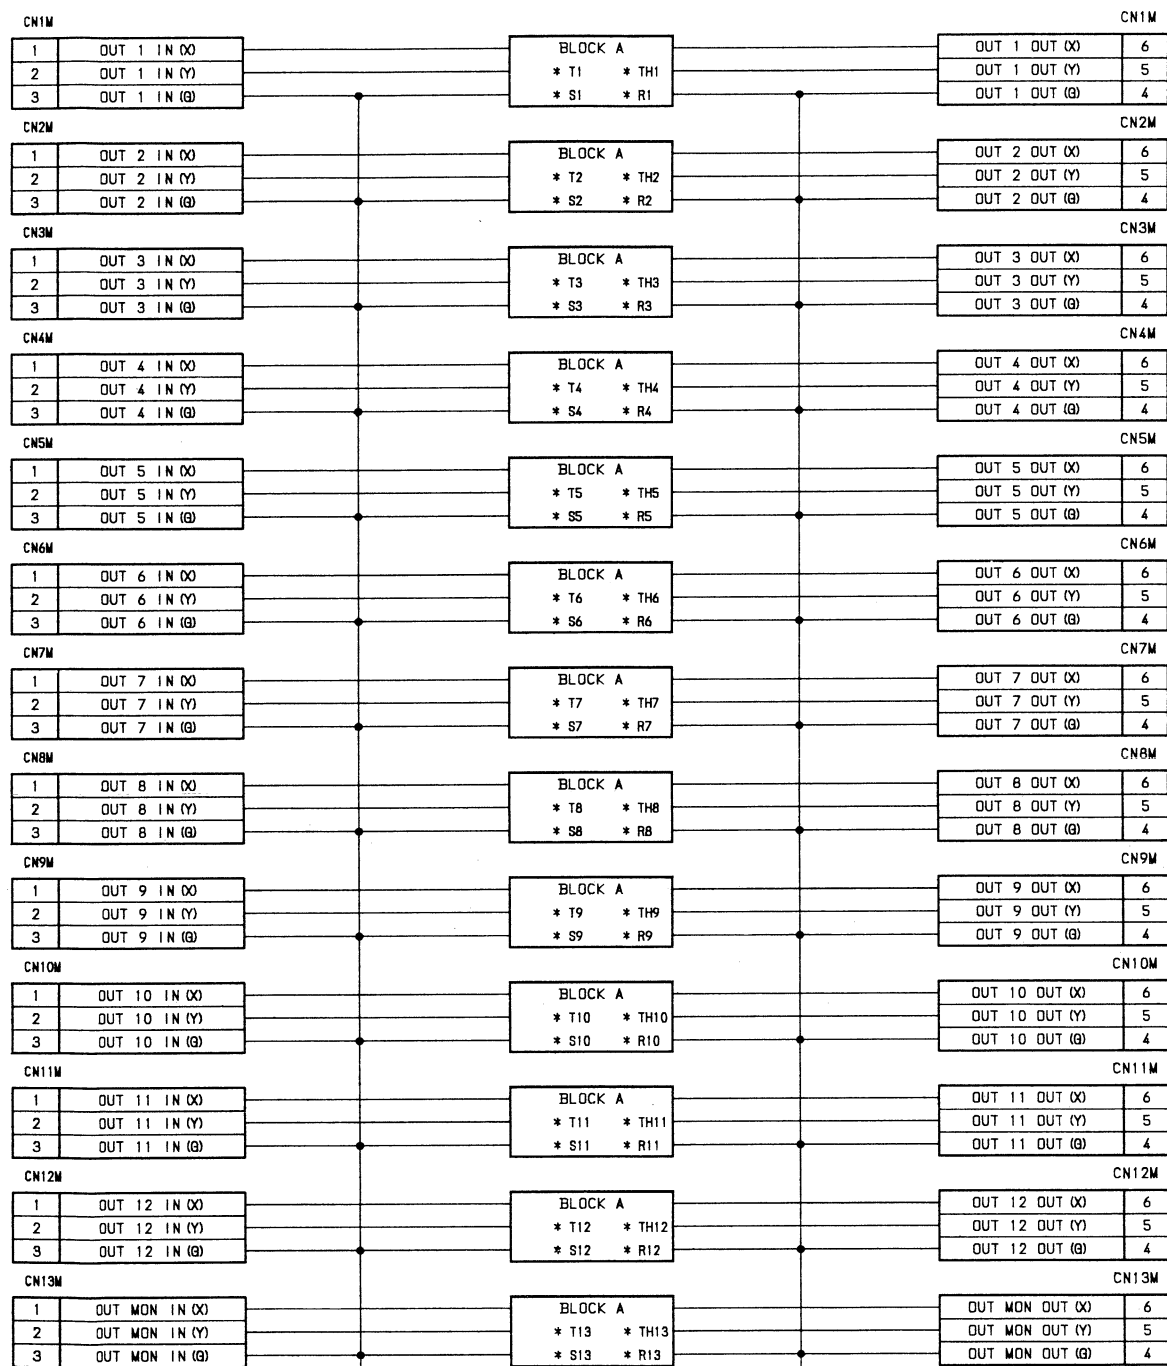 CN1M CN1M
1 OUT 1 IN (X) BLOCK A OUT 1 OUT (X) 6
2 OUT 1 IN (Y) * T1 * TH1 OUT 1 OUT (Y) 5
3 OUT 1 IN (G) * S1 * R1 OUT 1 OUT (G) 4
CN2M CN2M
1 OUT 2 IN (X) BLOCK A OUT 2 OUT (X) 6
2 OUT 2 IN (Y) * T2 * TH2 OUT 2 OUT (Y) 5
3 OUT 2 IN (G) * S2 * R2 OUT 2 OUT (G) 4
CN3M CN3M
1 OUT 3 IN (X) BLOCK A OUT 3 OUT (X) 6
2 OUT 3 IN (Y) * T3 * TH3 OUT 3 OUT (Y) 5
3 OUT 3 IN (G) * S3 * R3 OUT 3 OUT (G) 4
CN4M CN4M
1 OUT 4 IN (X) BLOCK A OUT 4 OUT (X) 6
2 OUT 4 IN (Y) * T4 * TH4 OUT 4 OUT (Y) 5
3 OUT 4 IN (G) * S4 * R4 OUT 4 OUT (G) 4
CN5M CN5M
1 OUT 5 IN (X) BLOCK A OUT 5 OUT (X) 6
2 OUT 5 IN (Y) * T5 * TH5 OUT 5 OUT (Y) 5
3 OUT 5 IN (G) * S5 * R5 OUT 5 OUT (G) 4
CN6M CN6M
1 OUT 6 IN (X) BLOCK A OUT 6 OUT (X) 6
2 OUT 6 IN (Y) * T6 * TH6 OUT 6 OUT (Y) 5
3 OUT 6 IN (G) * S6 * R6 OUT 6 OUT (G) 4
CN7M CN7M
1 OUT 7 IN (X) BLOCK A OUT 7 OUT (X) 6
2 OUT 7 IN (Y) * T7 * TH7 OUT 7 OUT (Y) 5
3 OUT 7 IN (G) * S7 * R7 OUT 7 OUT (G) 4
CN8M CN8M
1 OUT 8 IN (X) BLOCK A OUT 8 OUT (X) 6
2 OUT 8 IN (Y) * T8 * TH8 OUT 8 OUT (Y) 5
3 OUT 8 IN (G) * S8 * R8 OUT 8 OUT (G) 4
CN9M CN9M
1 OUT 9 IN (X) BLOCK A OUT 9 OUT (X) 6
2 OUT 9 IN (Y) * T9 * TH9 OUT 9 OUT (Y) 5
3 OUT 9 IN (G) * S9 * R9 OUT 9 OUT (G) 4
CN10M CN10M
1 OUT 10 IN (X) BLOCK A OUT 10 OUT (X) 6
2 OUT 10 IN (Y) * T10 * TH10 OUT 10 OUT (Y) 5
3 OUT 10 IN (G) * S10 * R10 OUT 10 OUT (G) 4
CN11M CN11M
1 OUT 11 IN (X) BLOCK A OUT 11 OUT (X) 6
2 OUT 11 IN (Y) * T11 * TH11 OUT 11 OUT (Y) 5
3 OUT 11 IN (G) * S11 * R11 OUT 11 OUT (G) 4
CN12M CN12M
1 OUT 12 IN (X) BLOCK A OUT 12 OUT (X) 6
2 OUT 12 IN (Y) * T12 * TH12 OUT 12 OUT (Y) 5
3 OUT 12 IN (G) * S12 * R12 OUT 12 OUT (G) 4
CN13M CN13M
1 OUT MON IN (X) BLOCK A OUT MON OUT (X) 6
2 OUT MON IN (Y) * T13 * TH13 OUT MON OUT (Y) 5
3 OUT MON IN (G) * S13 * R13 OUT MON OUT (G) 4